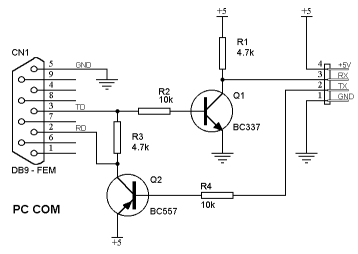 +5
+5
CN1
R1
4.7k
5
GND
9
4
8
3
TD
7
2
RD
6
1
DB9 - FEM
R2
10k
Q1
BC337
4
+5V
3
RX
2
TX
1
GND
R3
4.7k
Q2
BC557
R4
10k
PC COM
+5